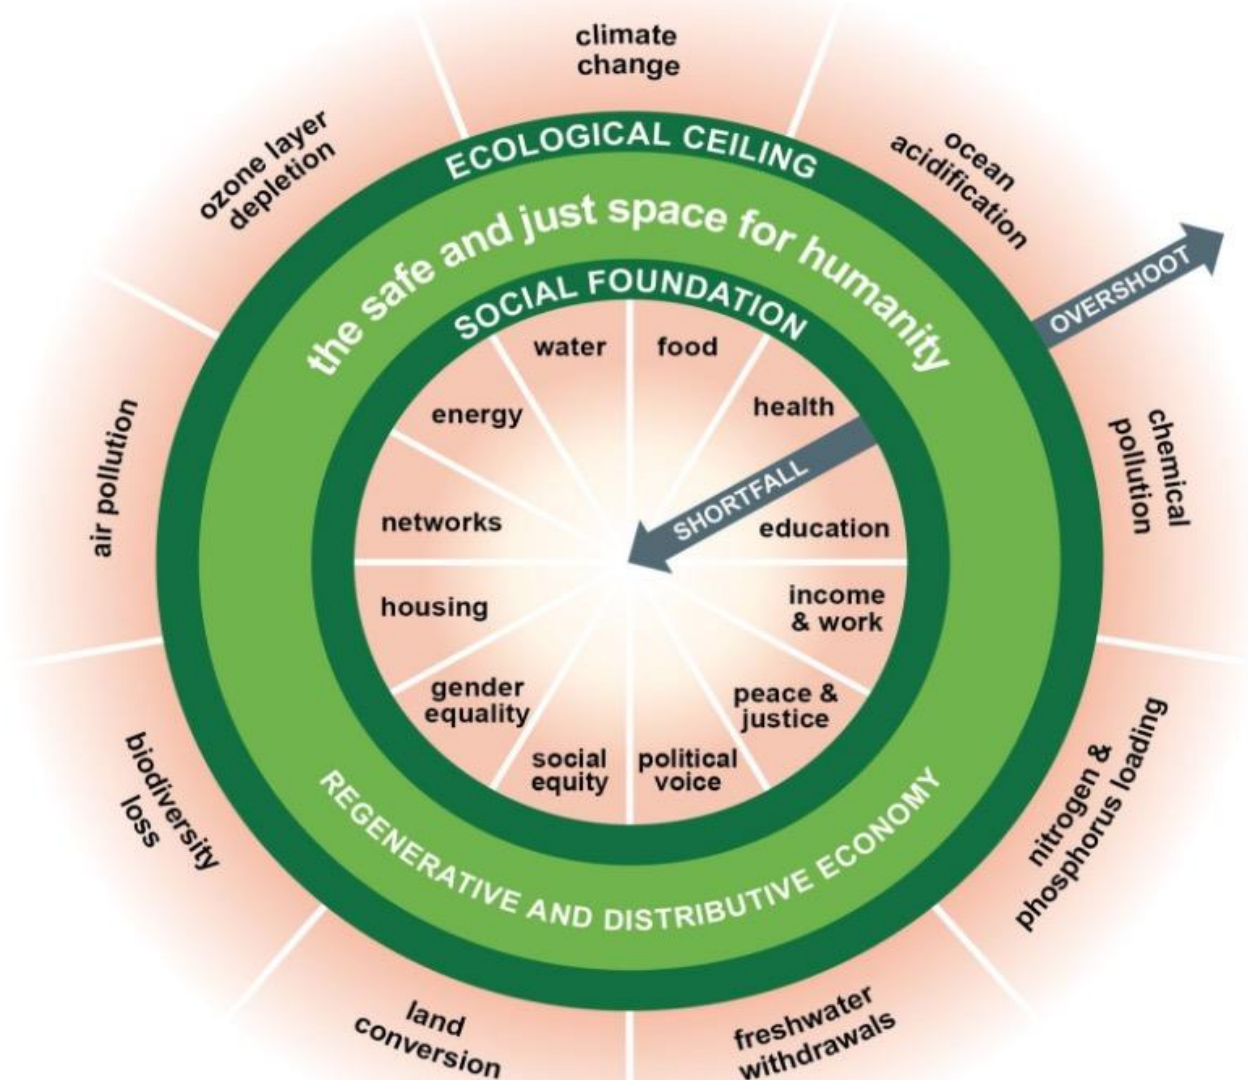 climate
change
ozone layer
depletion
ocean
acidification
ECOLOGICAL CEILING
the safe and just space for humanity
OVERSHOOT
SOCIAL FOUNDATION
water
food
energy
health
SHORTFALL
networks
education
housing
income
& work
gender
equality
peace &
justice
social
equity
political
voice
air pollution
chemical
pollution
biodiversity
loss
nitrogen &
phosphorus loading
REGENERATIVE AND DISTRIBUTIVE ECONOMY
land
conversion
freshwater
withdrawals